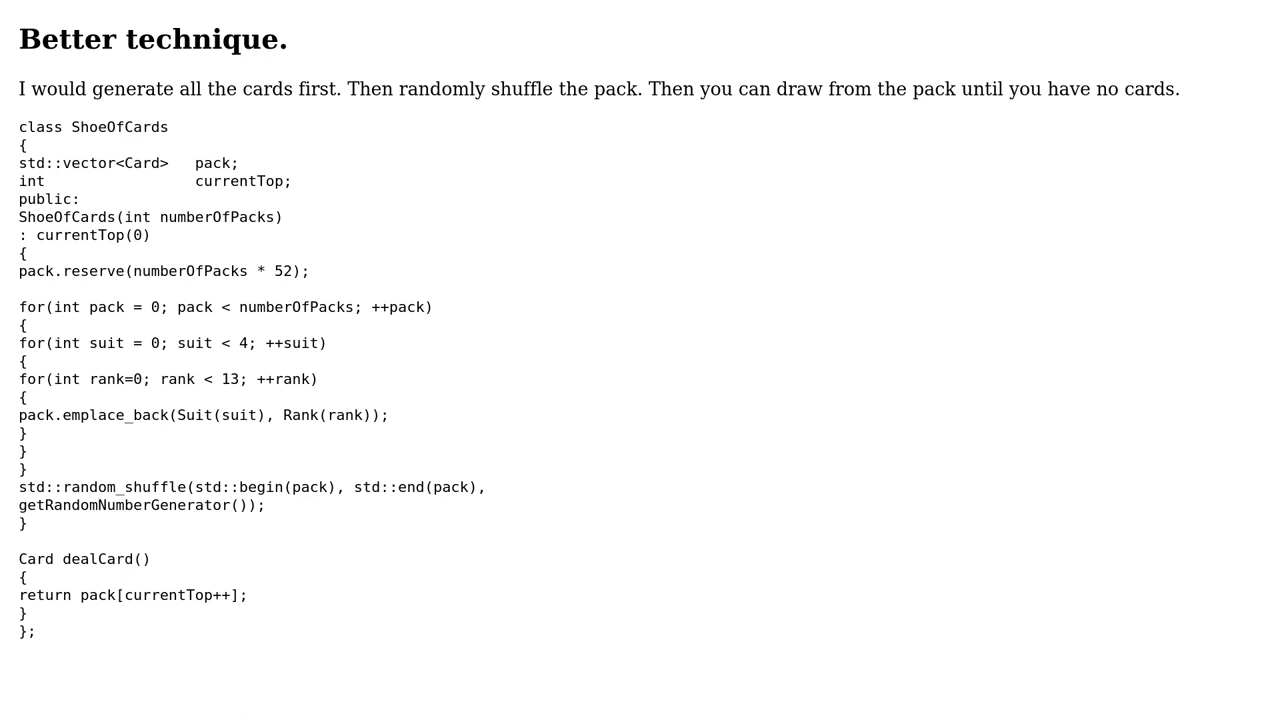 Better technique.
I would generate all the cards first. Then randomly shuffle the pack. Then you can draw from the pack until you have no cards.
class ShoeOfCards
{
std::vector<Card>   pack;
int                 currentTop;
public:
ShoeOfCards(int numberOfPacks)
: currentTop(0)
{
pack.reserve(numberOfPacks * 52);

for(int pack = 0; pack < numberOfPacks; ++pack)
{
for(int suit = 0; suit < 4; ++suit)
{
for(int rank=0; rank < 13; ++rank)
{
pack.emplace_back(Suit(suit), Rank(rank));
}
}
}
std::random_shuffle(std::begin(pack), std::end(pack),
getRandomNumberGenerator());
}

Card dealCard()
{
return pack[currentTop++];
}
};